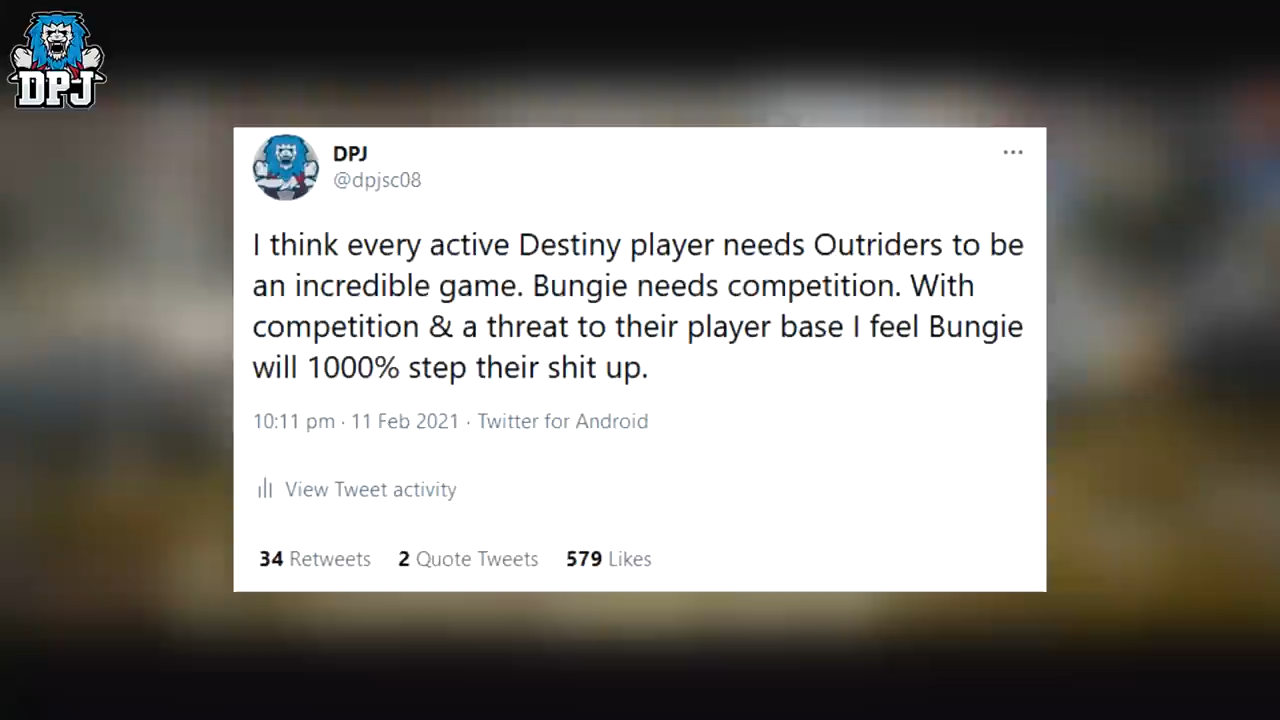 DPJ
DPJ
@dpjsc08
I think every active Destiny player needs Outriders to be
an incredible game. Bungie needs competition. With
competition & a threat to their player base I feel Bungie
will 1000% step their shit up.
10:11 pm · 11 Feb 2021 · Twitter for Android
View Tweet activity
34 Retweets 2 Quote Tweets 579 Likes